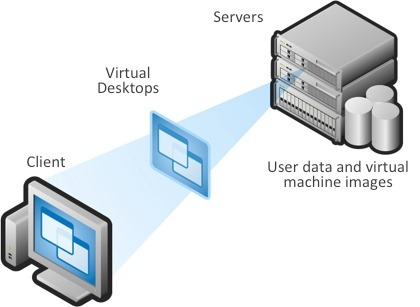 Servers
Virtual
Desktops
Client
User data and virtual
machine images